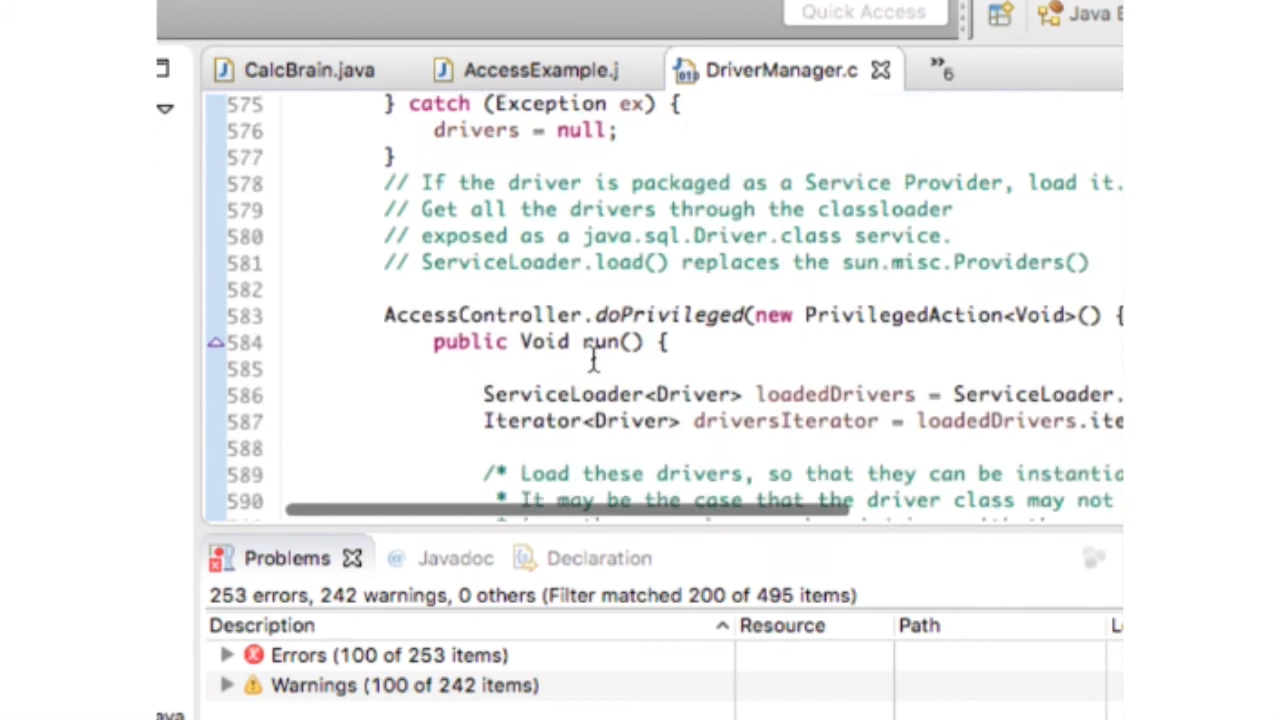 Quick Access
Java
CalcBrain.java
AccessExample.j
DriverManager.c
»6
575 } catch (Exception ex) {
576 drivers = null;
577 }
578 // If the driver is packaged as a Service Provider, load it.
579 // Get all the drivers through the classloader
580 // exposed as a java.sql.Driver.class service.
581 // ServiceLoader.load() replaces the sun.misc.Providers()
582
583 AccessController.doPrivileged(new PrivilegedAction<Void>() {
584 public Void run() {
585
586 ServiceLoader<Driver> loadedDrivers = ServiceLoader.
587 Iterator<Driver> driversIterator = loadedDrivers.ite
588
589 /* Load these drivers, so that they can be instantia
590 * It may be the case that the driver class may not
Problems
Javadoc
Declaration
253 errors, 242 warnings, 0 others (Filter matched 200 of 495 items)
Description
Resource
Path
Errors (100 of 253 items)
Warnings (100 of 242 items)